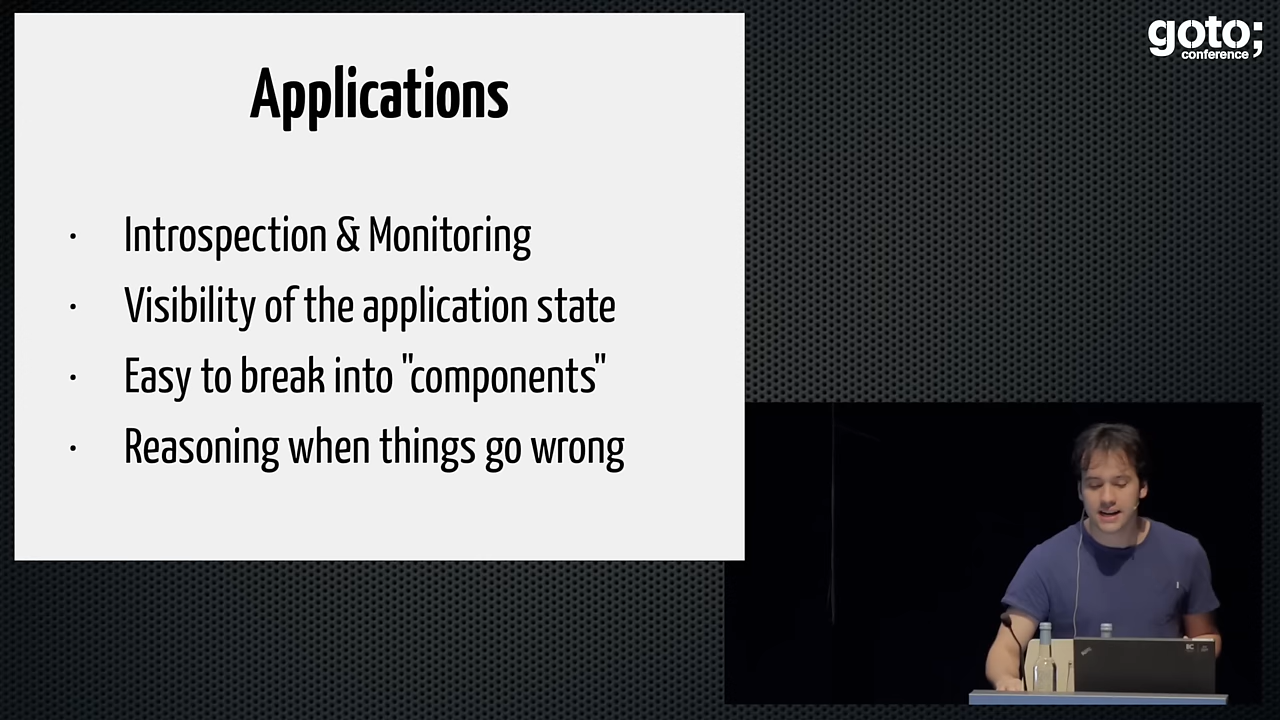 goto;
conference
Applications
· Introspection & Monitoring
· Visibility of the application state
· Easy to break into "components"
· Reasoning when things go wrong